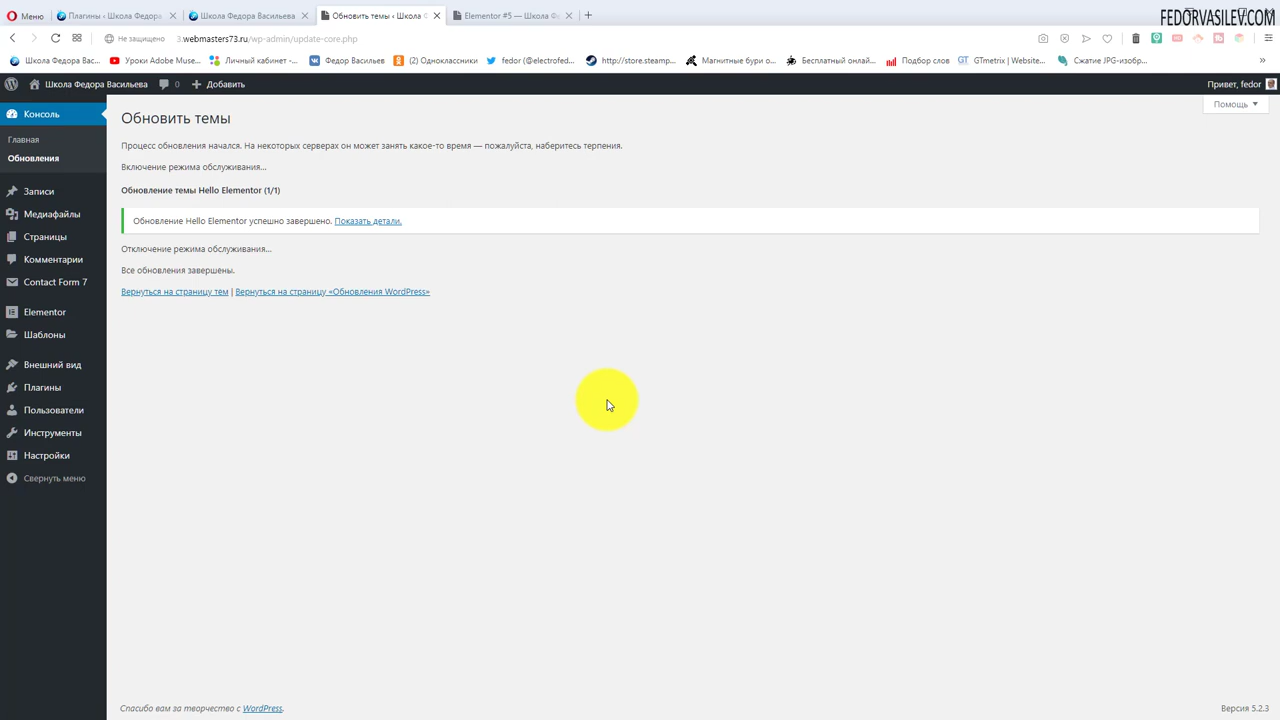 Меню
Плагины ‹ Школа Федора
Школа Федора Васильева
Обновить темы ‹ Школа
Elementor #5 — Школа Ф
FEDORVASILEV.COM
Не защищено
3.webmasters73.ru/wp-admin/update-core.php
Школа Федора Вас...
Уроки Adobe Muse...
Личный кабинет -...
Федор Васильев
(2) Одноклассники
fedor (@electrofed...
http://store.steamp...
Магнитные бури о...
Бесплатный онлай...
Подбор слов
GTmetrix | Website...
Сжатие JPG-изобр...
Школа Федора Васильева
0
Добавить
Привет, fedor
Консоль
Главная
Обновления
Записи
Медиафайлы
Страницы
Комментарии
Contact Form 7
Elementor
Шаблоны
Внешний вид
Плагины
Пользователи
Инструменты
Настройки
Свернуть меню
Помощь
Обновить темы
Процесс обновления начался. На некоторых серверах он может занять какое-то время — пожалуйста, наберитесь терпения.
Включение режима обслуживания...
Обновление темы Hello Elementor (1/1)
Обновление Hello Elementor успешно завершено. Показать детали.
Отключение режима обслуживания...
Все обновления завершены.
Вернуться на страницу тем | Вернуться на страницу «Обновления WordPress»
Спасибо вам за творчество с WordPress.
Версия 5.2.3